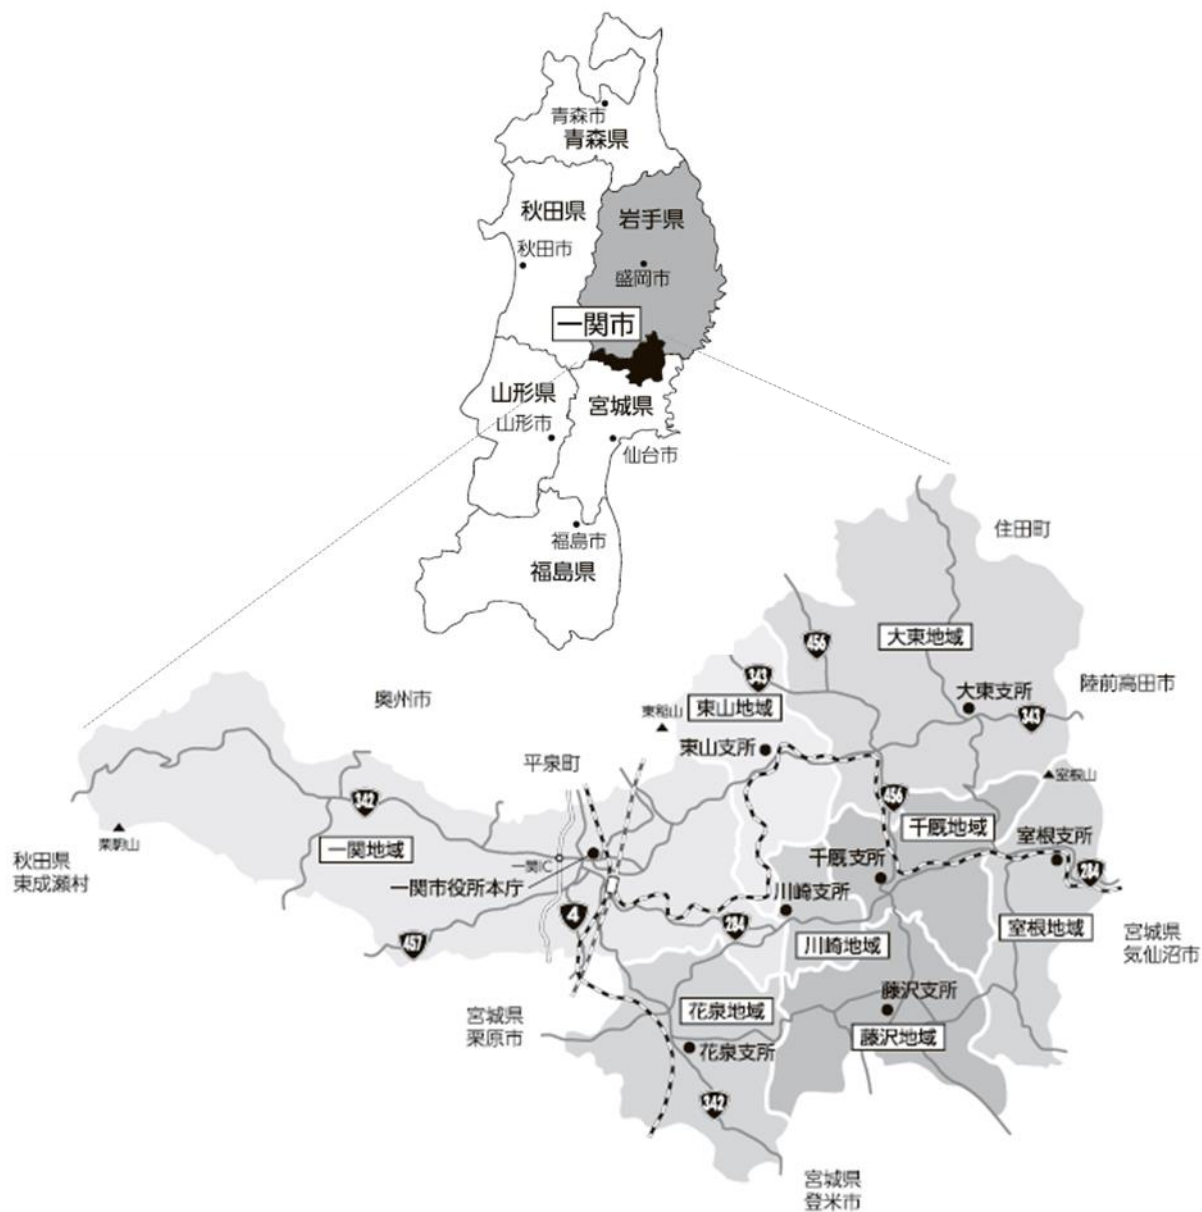 青森市
青森県
秋田県
岩手県
秋田市
盛岡市
一関市
山形県
宮城県
山形市
仙台市
福島市
福島県
住田町
456
大東地域
343
陸前高田市
奥州市
東稲山
東山地域
大東支所
343
東山支所
平泉町
室根山
342
456
千厩地域
栗駒山
一関地域
室根支所
秋田県
東成瀬村
一関IC
千厩支所
284
一関市役所本庁
川崎支所
4
284
室根地域
457
川崎地域
宮城県
気仙沼市
藤沢支所
宮城県
栗原市
花泉地域
藤沢地域
花泉支所
342
宮城県
登米市